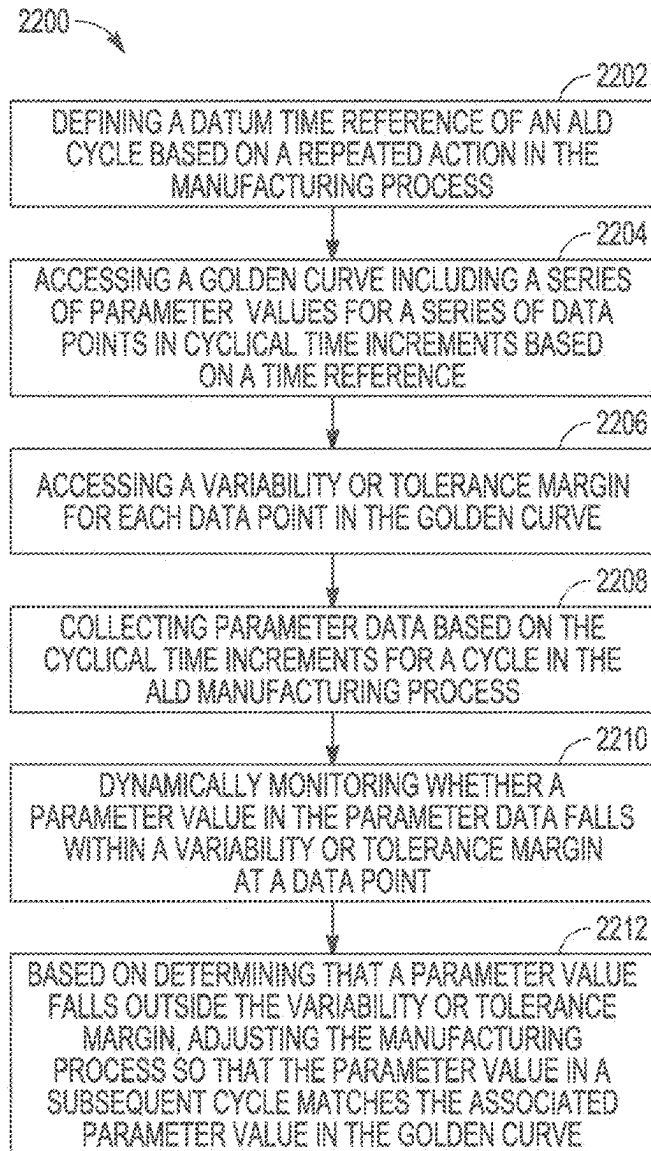 2200
2202
DEFINING A DATUM TIME REFERENCE OF AN ALD
CYCLE BASED ON A REPEATED ACTION IN THE
MANUFACTURING PROCESS
2204
ACCESSING A GOLDEN CURVE INCLUDING A SERIES
OF PARAMETER VALUES FOR A SERIES OF DATA
POINTS IN CYCLICAL TIME INCREMENTS BASED
ON A TIME REFERENCE
2206
ACCESSING A VARIABILITY OR TOLERANCE MARGIN
FOR EACH DATA POINT IN THE GOLDEN CURVE
2208
COLLECTING PARAMETER DATA BASED ON THE
CYCLICAL TIME INCREMENTS FOR A CYCLE IN THE
ALD MANUFACTURING PROCESS
2210
DYNAMICALLY MONITORING WHETHER A
PARAMETER VALUE IN THE PARAMETER DATA FALLS
WITHIN A VARIABILITY OR TOLERANCE MARGIN
AT A DATA POINT
2212
BASED ON DETERMINING THAT A PARAMETER VALUE
FALLS OUTSIDE THE VARIABILITY OR TOLERANCE
MARGIN, ADJUSTING THE MANUFACTURING
PROCESS SO THAT THE PARAMETER VALUE IN A
SUBSEQUENT CYCLE MATCHES THE ASSOCIATED
PARAMETER VALUE IN THE GOLDEN CURVE